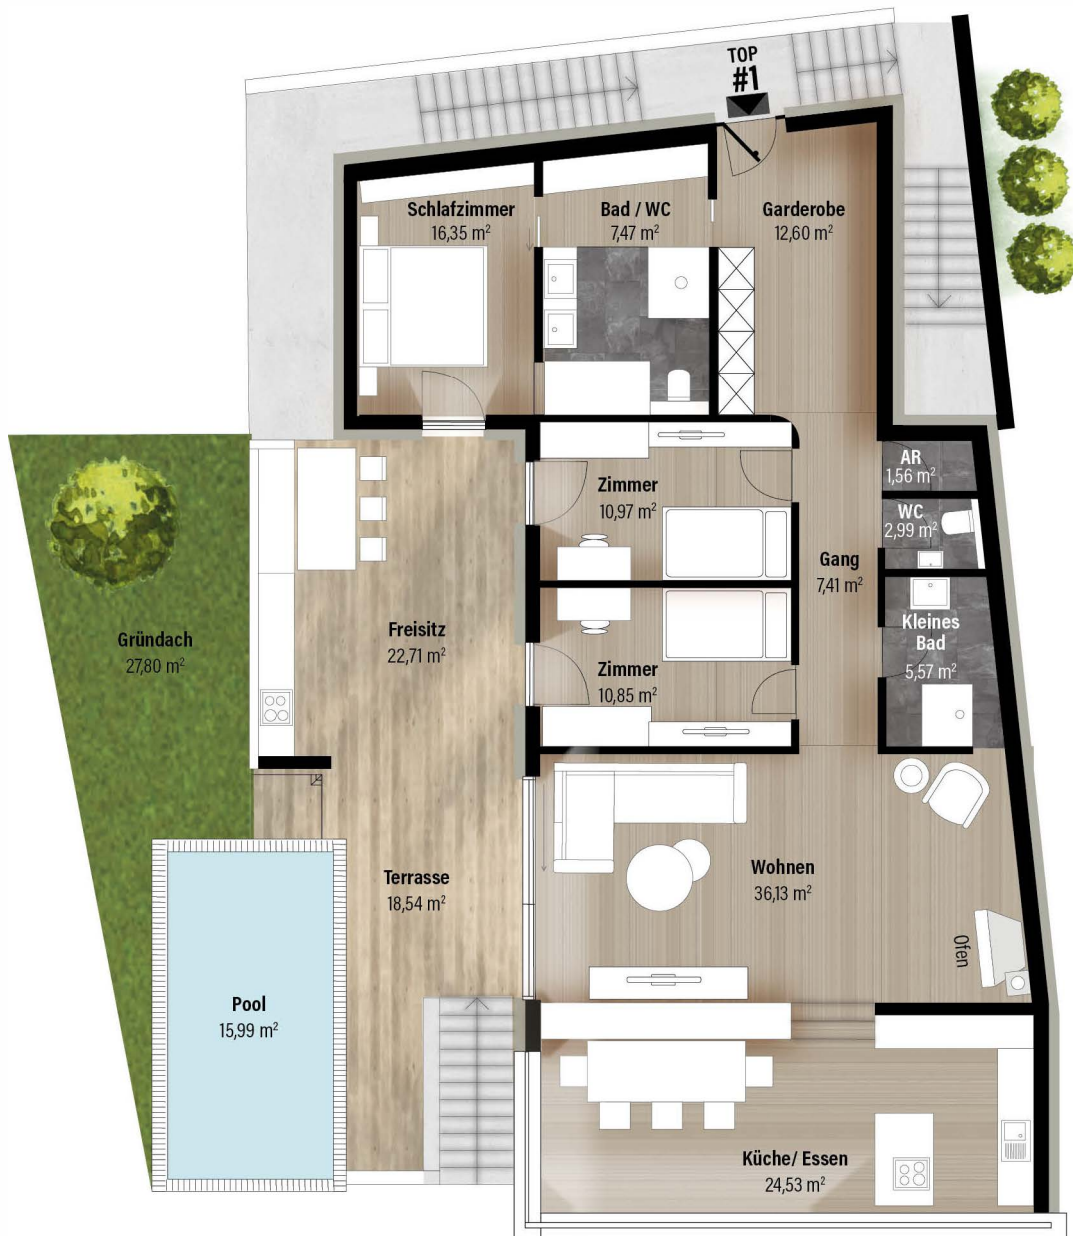 TOP
#1
Schlafzimmer
16,35 m²
Bad / WC
7,47 m²
Garderobe
12,60 m²
AR
1,56 m²
Zimmer
10,97 m²
WC
2,99 m²
Gang
7,41 m²
Kleines
Bad
5,57 m²
Gründach
27,80 m²
Freisitz
22,71 m²
Zimmer
10,85 m²
Wohnen
36,13 m²
Terrasse
18,54 m²
Ofen
Pool
15,99 m²
Küche/ Essen
24,53 m²